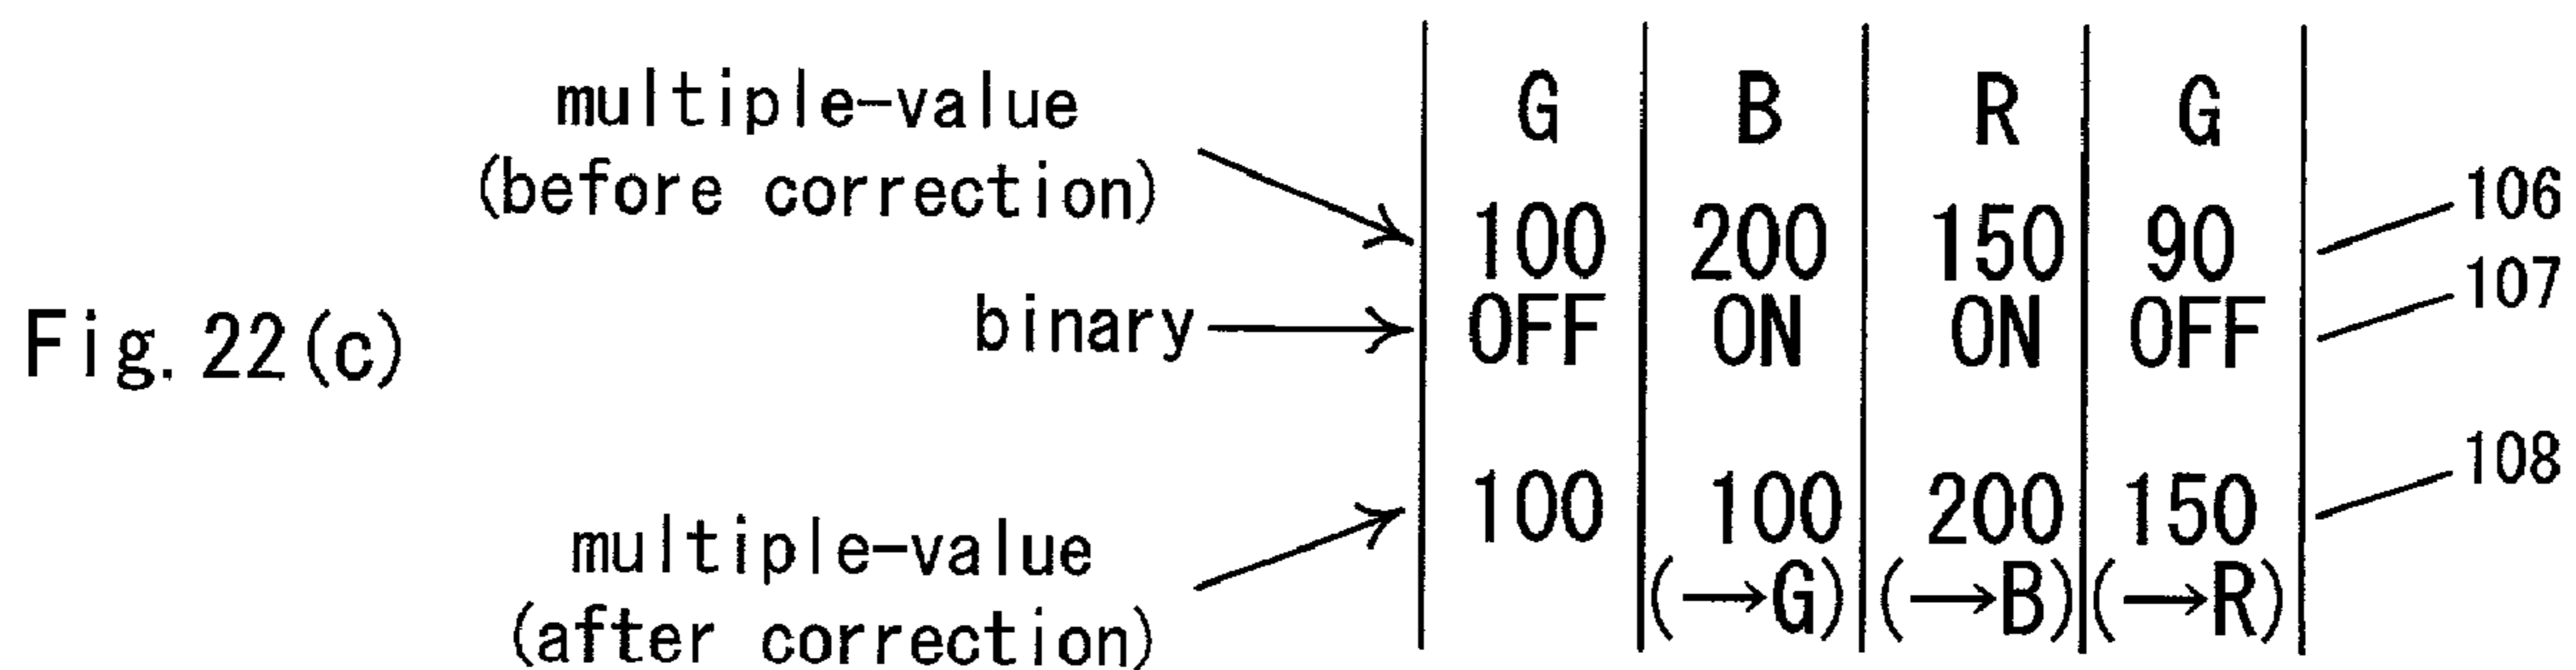 G B R G
multiple-value
(before correction)
100 200 150 90 106
Fig. 22(c) binary OFF ON ON OFF 107
100 100 200 150 108
multiple-value
(→G) (→B) (→R)
(after correction)